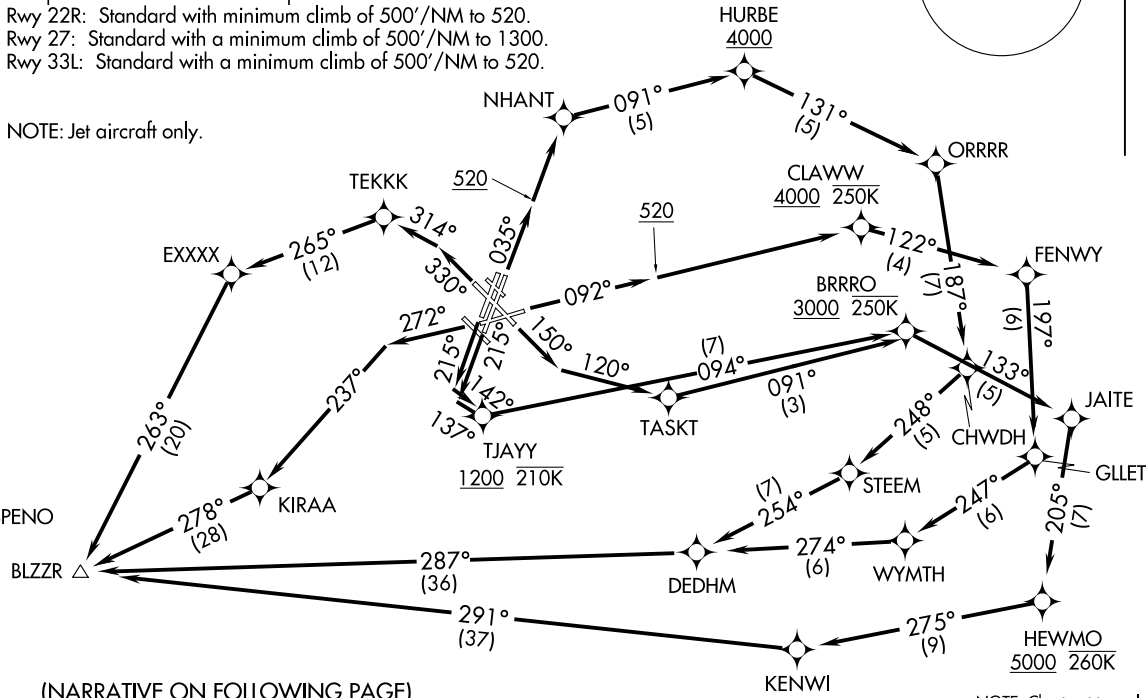 Rwy 22R: Standard with minimum climb of 500'/NM to 520.
Rwy 27: Standard with a minimum climb of 500'/NM to 1300.
Rwy 33L: Standard with a minimum climb of 500'/NM to 520.
NOTE: Jet aircraft only.
HURBE
4000
NHANT
091°
(5)
131°
(5)
ORRRR
TEKKK
520
CLAWW
4000 250K
520
314°
035°
EXXXX
265°
(12)
330°
122°
(4)
187°
(7)
FENWY
092°
BRRRO
3000 250K
197°
(6)
272°
215°
215°
150°
120°
(7)
094°
091°
(3)
133°
(5)
237°
142°
137°
TJAYY
1200 210K
TASKT
248°
(5)
CHWDH
JAITE
GLLET
263°
(20)
KIRAA
278°
(28)
STEEM
(7)
254°
247°
(6)
205°
(7)
PENO
BLZZR
287°
(36)
DEDHM
274°
(6)
WYMTH
291°
(37)
275°
(9)
HEWMO
5000 260K
KENWI
(NARRATIVE ON FOLLOWING PAGE)